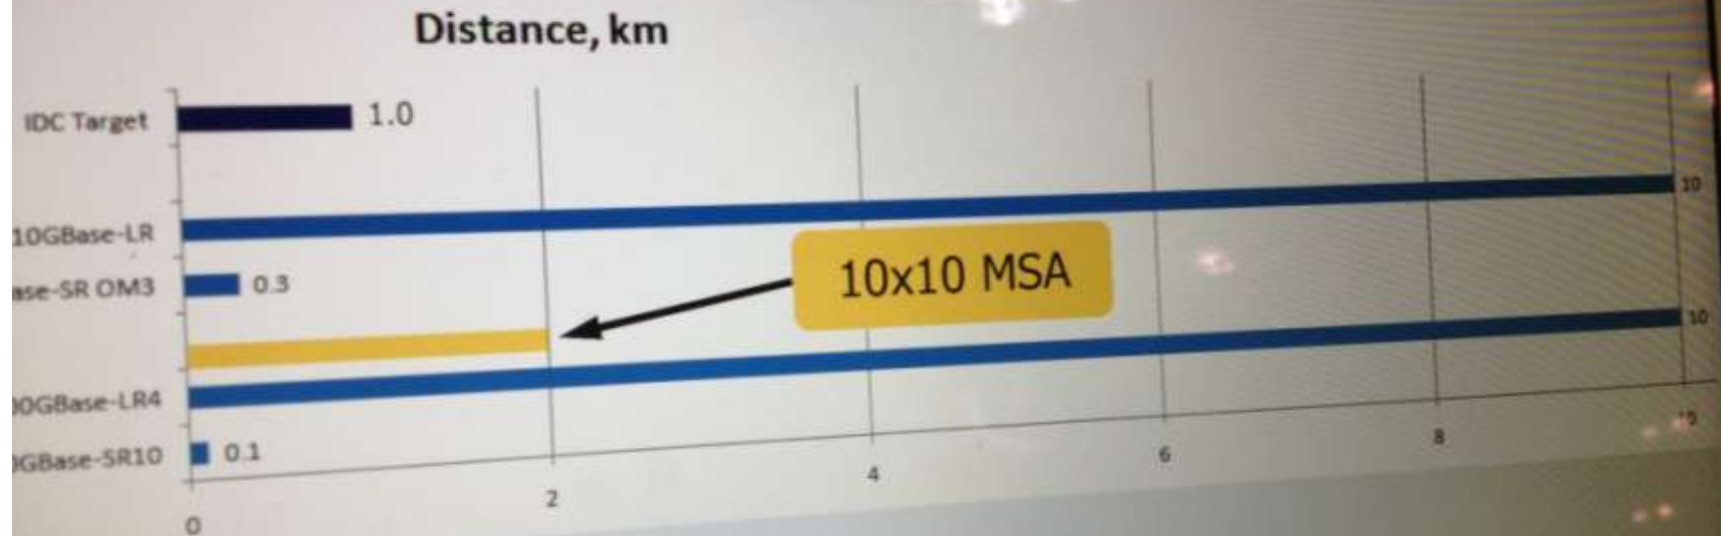 Distance, km
IDC Target
1.0
10GBase-LR
10
ase-SR OM3
0.3
10x10 MSA
10
00GBase-LR4
0GBase-SR10
0.1
0
2
4
6
8